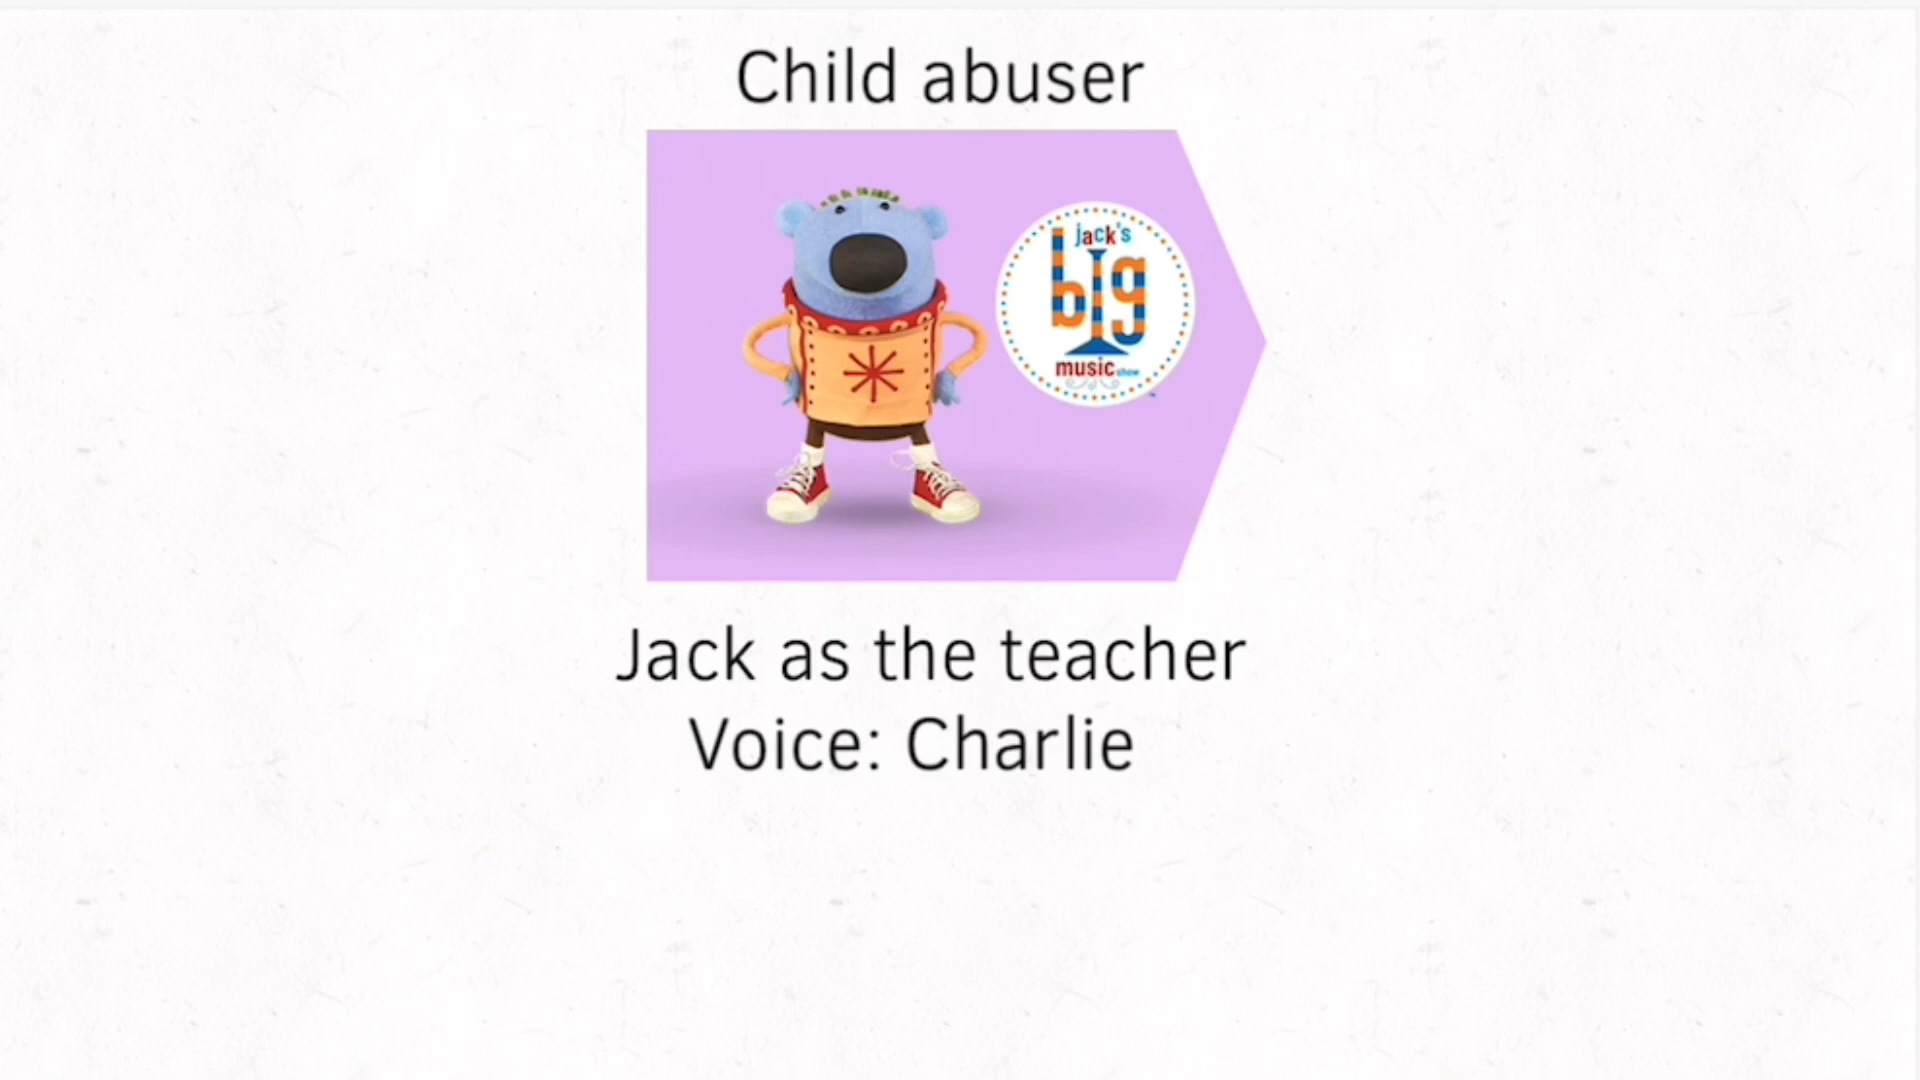 Child abuser
jack's
big
music show
Jack as the teacher
Voice: Charlie